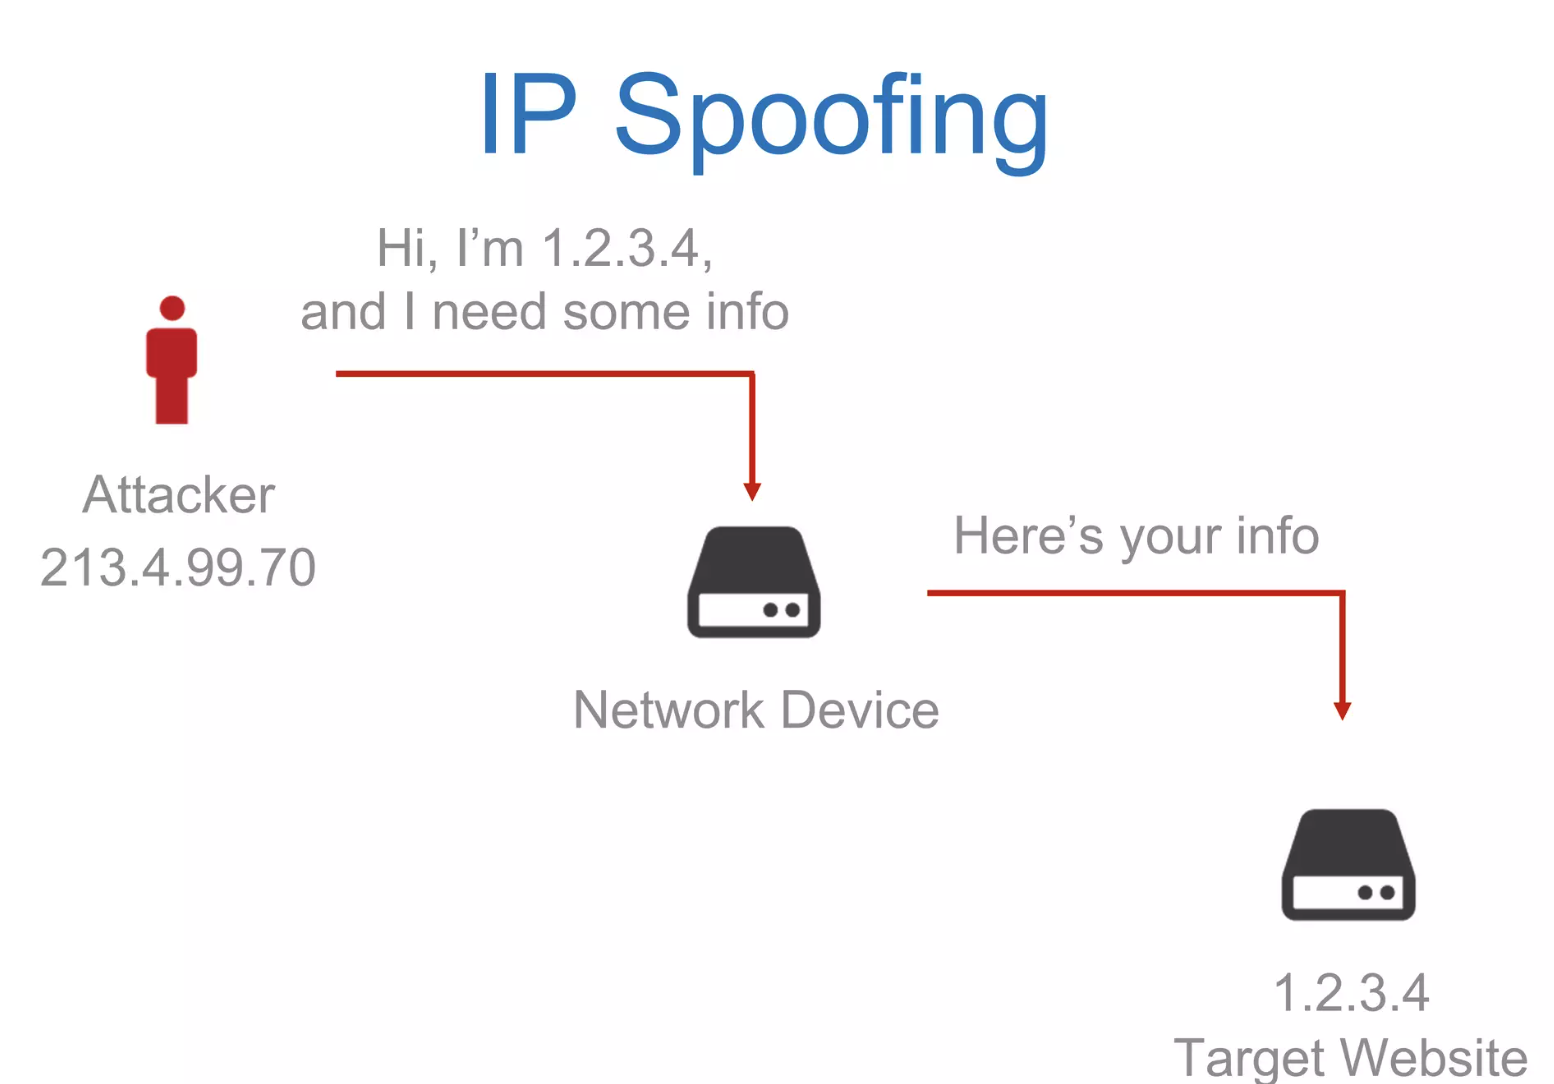 IP Spoofing
Hi, I’m 1.2.3.4,
and I need some info
Attacker
213.4.99.70
Here’s your info
Network Device
1.2.3.4
Target Website